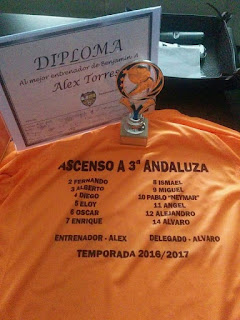 DIPLOMA
Al mejor entrenador de Benjamin: A
Alex Torres
ASCENSO A 3ª ANDALUZA
2 FERNANDO
3 ALBERTO
4 DIEGO
5 ELOY
6 OSCAR
7 ENRIQUE
8 ISMAEL
9 MIGUEL
10 PABLO "NEYMAR"
11 ANGEL
12 ALEJANDRO
14 ALVARO
ENTRENADOR - ALEX
DELEGADO - ALVARO
TEMPORADA 2016/2017